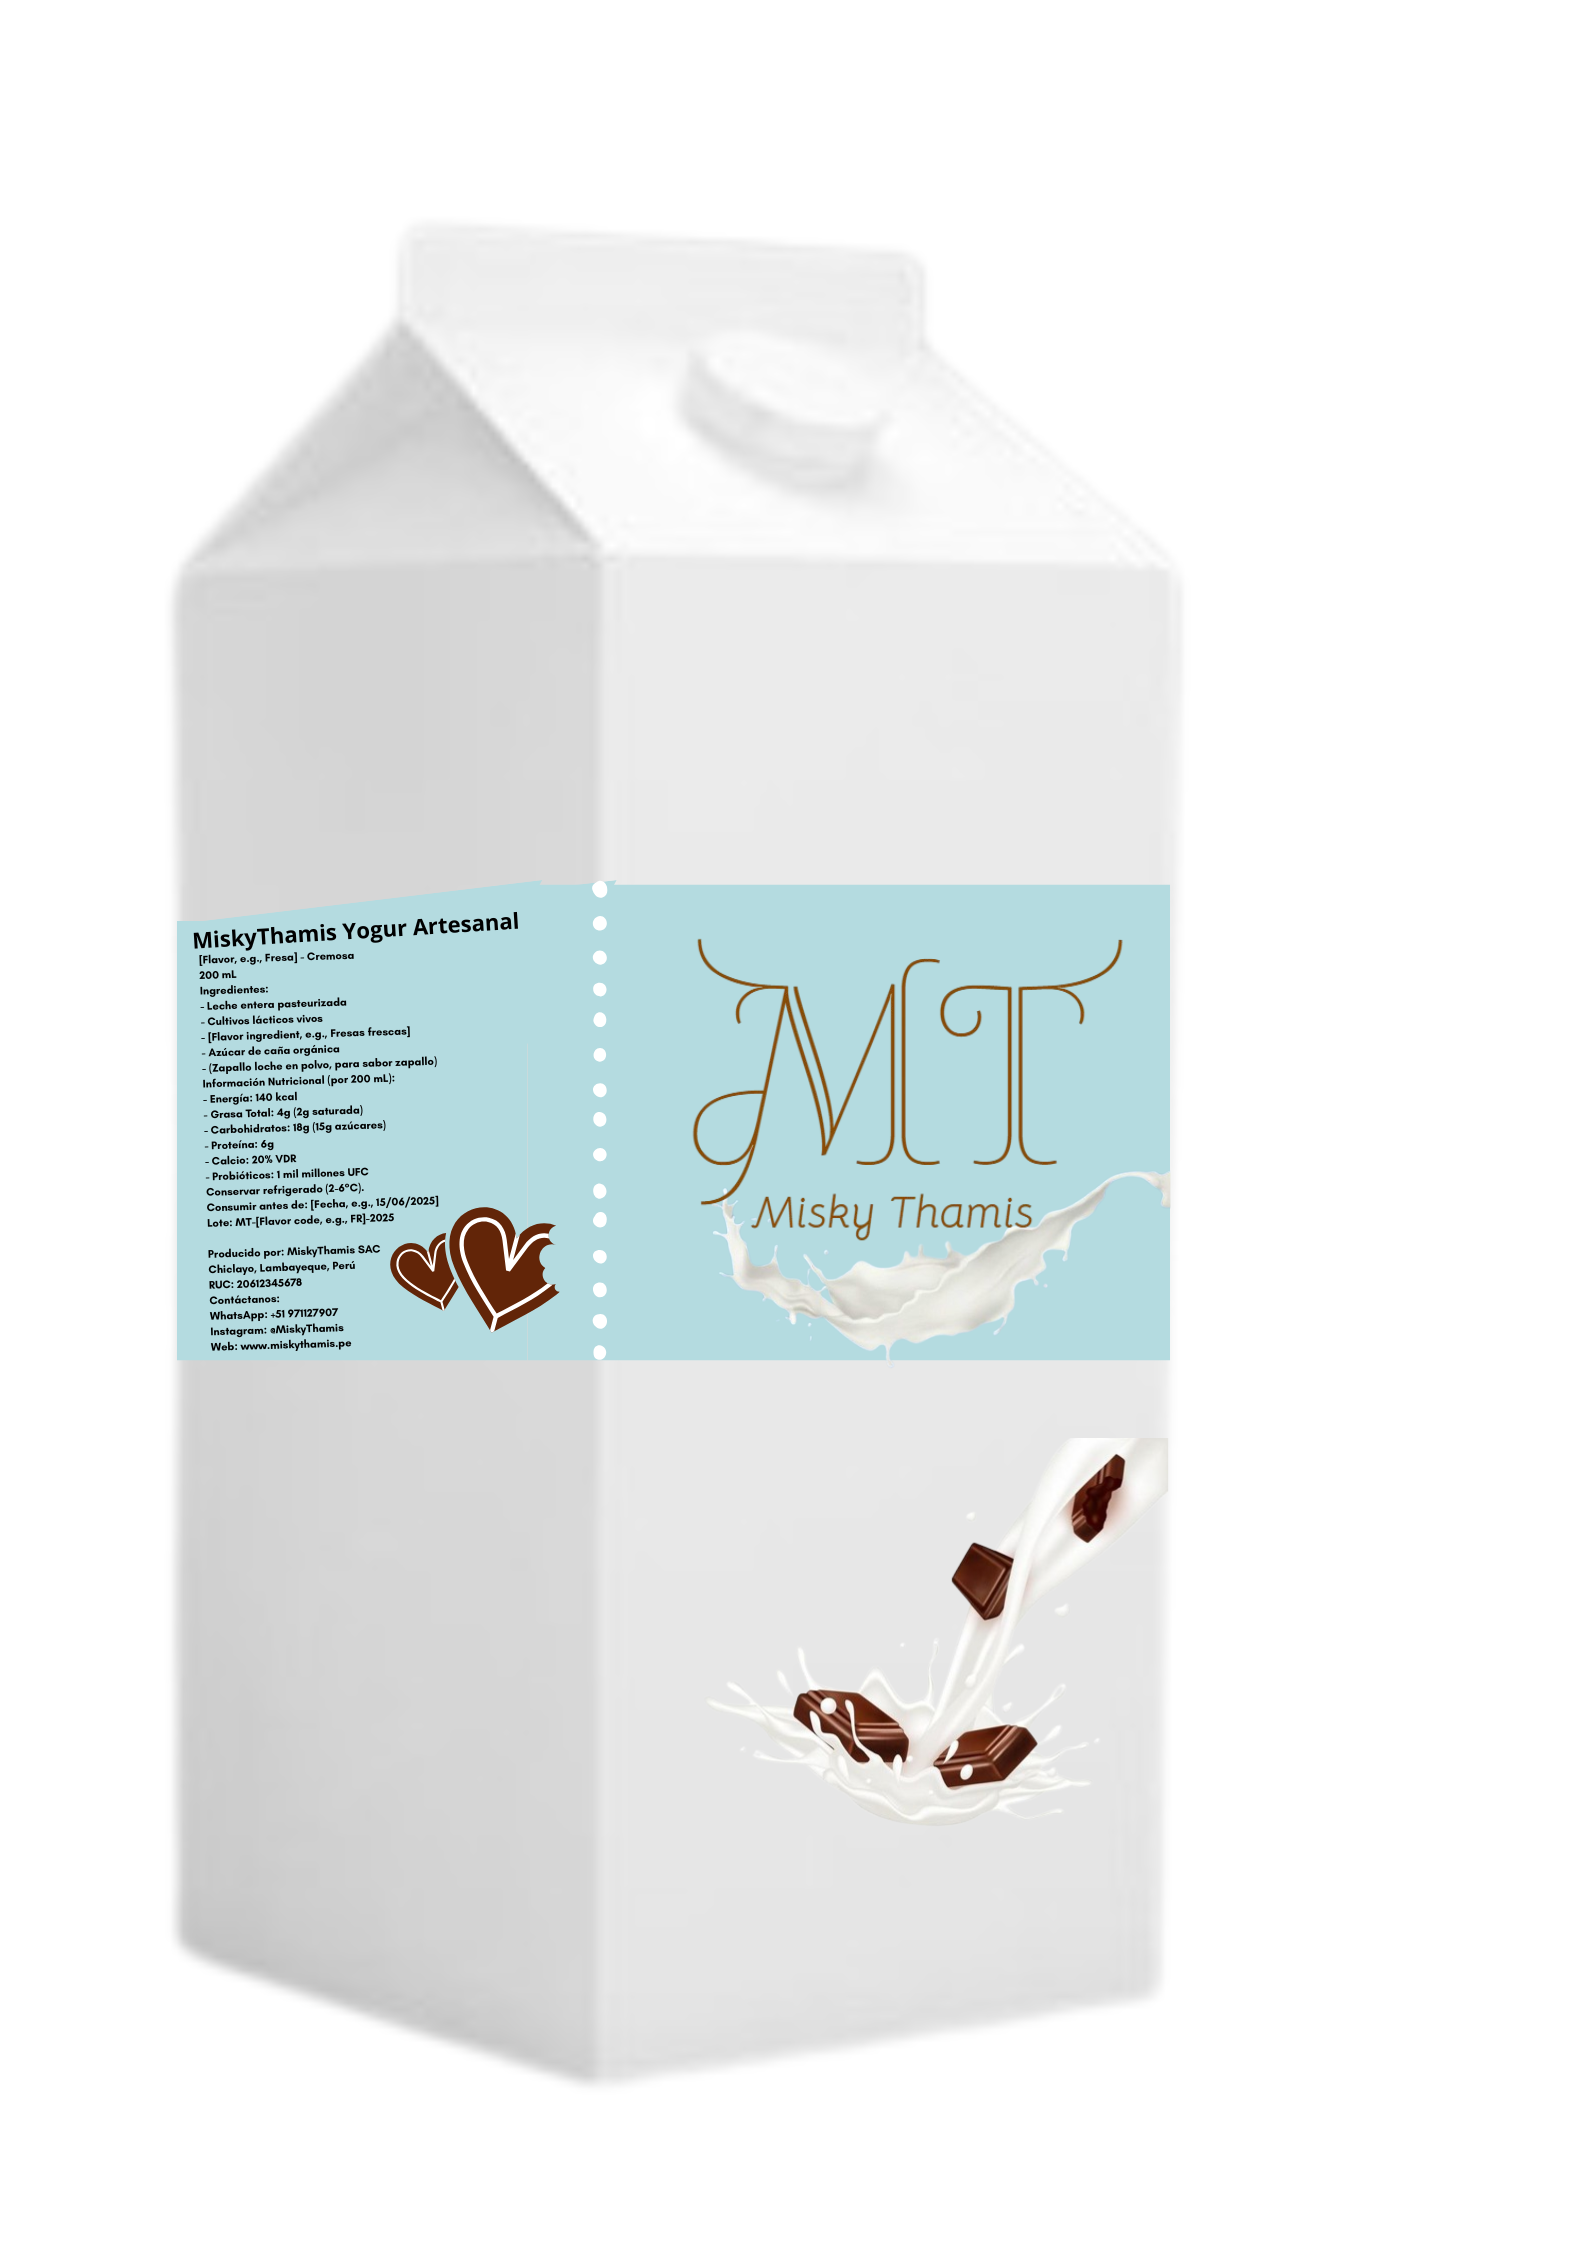 MiskyThamis Yogur Artesanal
[Flavor, e.g., Fresa] - Cremosa
200 mL
Ingredientes:
- Leche entera pasteurizada
- Cultivos lácticos vivos
- [Flavor ingredient, e.g., Fresas frescas]
- Azúcar de caña orgánica
- (Zapallo loche en polvo, para sabor zapallo)
Información Nutricional (por 200 mL):
- Energía: 140 kcal
- Grasa Total: 4g (2g saturada)
- Carbohidratos: 18g (15g azúcares)
- Proteína: 6g
- Calcio: 20% VDR
- Probióticos: 1 mil millones UFC
Conservar refrigerado (2-6°C).
Consumir antes de: [Fecha, e.g., 15/06/2025]
Lote: MT-[Flavor code, e.g., FR]-2025
Producido por: MiskyThamis SAC
Chiclayo, Lambayeque, Perú
RUC: 20612345678
Contáctanos:
WhatsApp: +51 971127907
Instagram: @MiskyThamis
Web: www.miskythamis.pe
MT
Misky Thamis